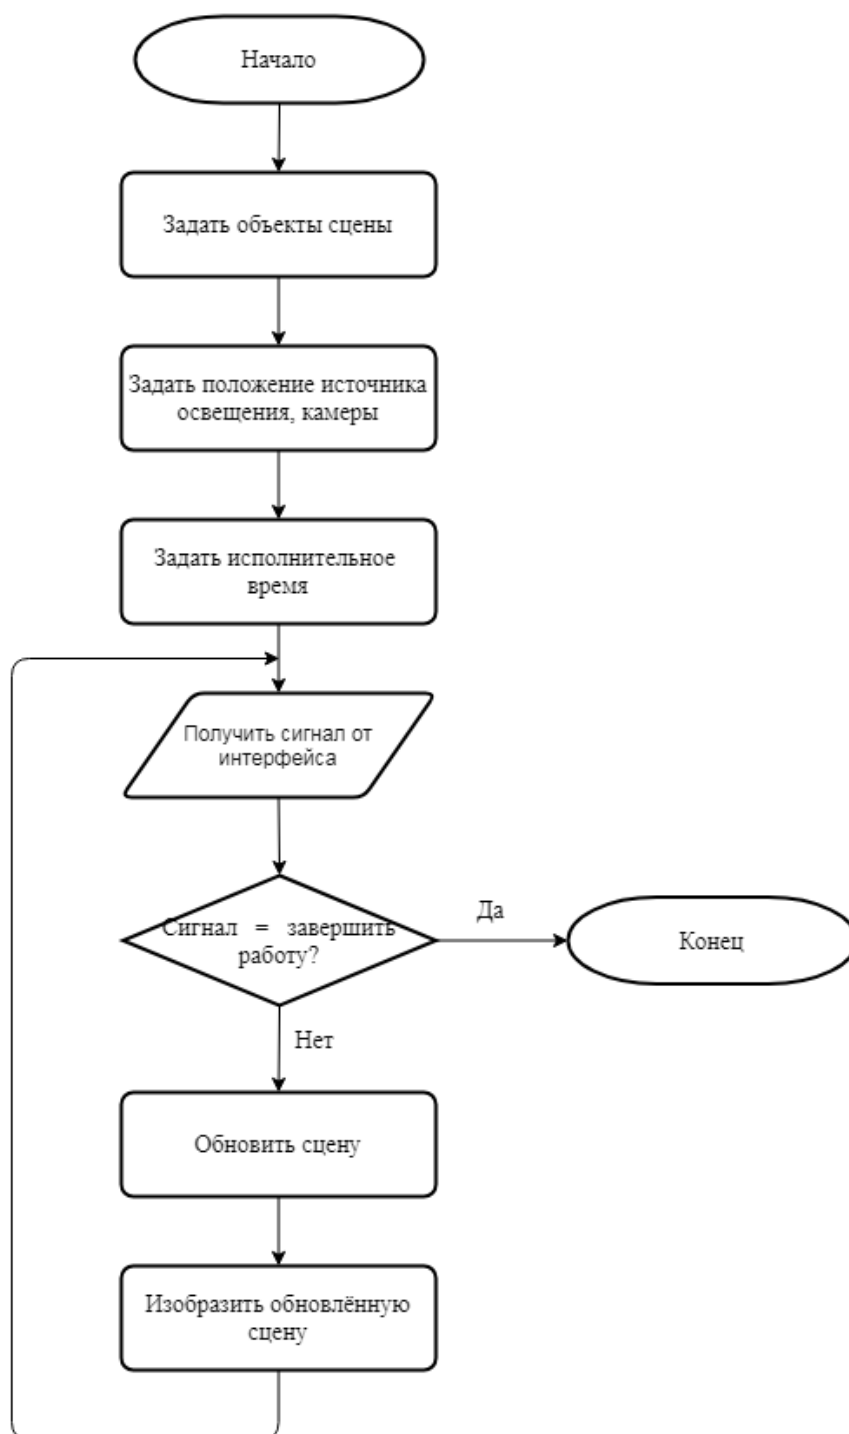 Начало
Задать объекты сцены
Задать положение источника
освещения, камеры
Задать исполнительное
время
Получить сигнал от
интерфейса
Сигнал = завершить
работу?
Да
Конец
Нет
Обновить сцену
Изобразить обновлённую
сцену